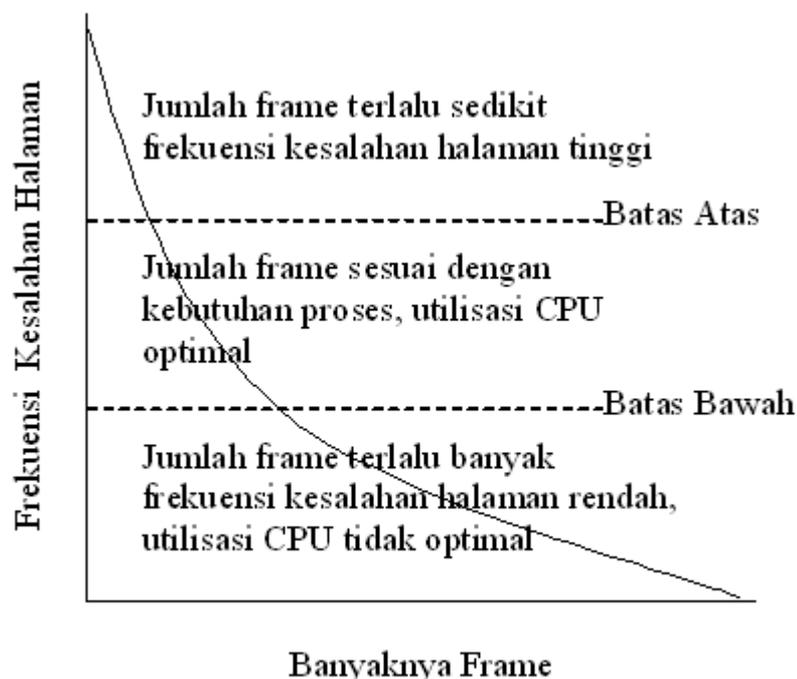 Frekuensi Kesalahan Halaman
Jumlah frame terlalu sedikit
frekuensi kesalahan halaman tinggi
Batas Atas
Jumlah frame sesuai dengan
kebutuhan proses, utilisasi CPU
optimal
Batas Bawah
Jumlah frame terlalu banyak
frekuensi kesalahan halaman rendah,
utilisasi CPU tidak optimal
Banyaknya Frame